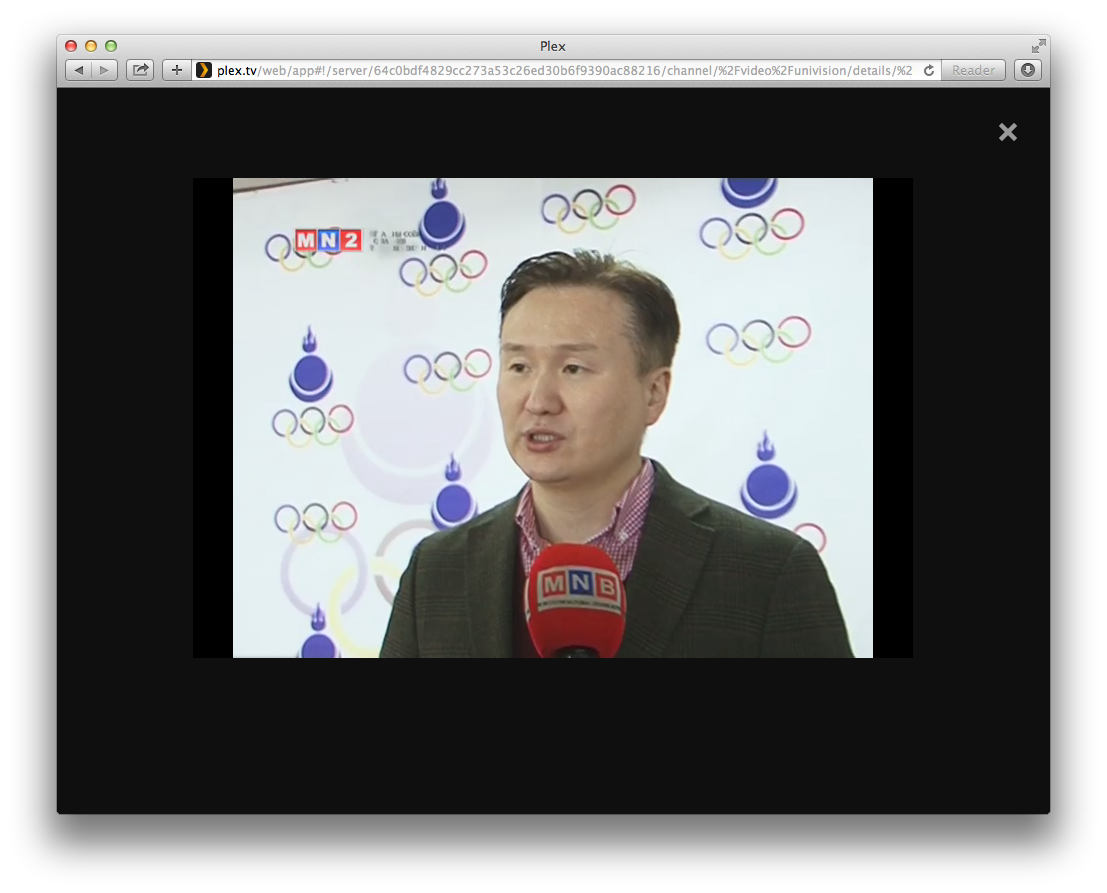 Plex
plex.tv/web/app#!/server/64c0bdf4829cc273a53c26ed30b6f9390ac88216/channel/%2Fvideo%2Funivision/details/%2
Reader
MN2
MNB